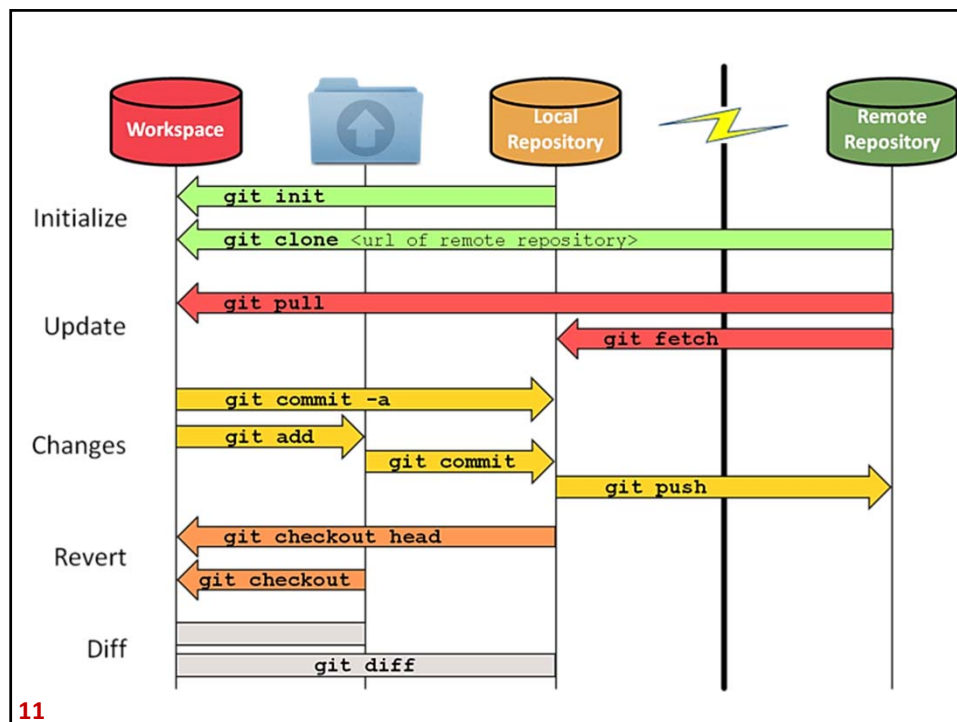 Workspace
Local
Repository
Remote
Repository
Initialize
git init
git clone <url of remote repository>
Update
git pull
git fetch
Changes
git commit -a
git add
git commit
git push
Revert
git checkout head
git checkout
Diff
git diff
11